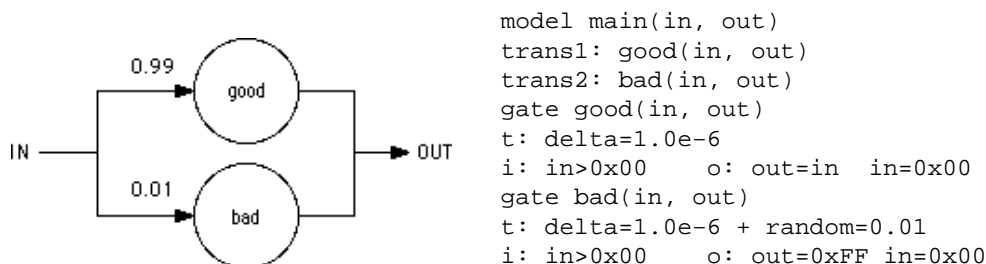 0.99
good
IN
OUT
0.01
bad
model main(in, out)
trans1: good(in, out)
trans2: bad(in, out)
gate good(in, out)
t: delta=1.0e-6
i: in>0x00 o: out=in in=0x00
gate bad(in, out)
t: delta=1.0e-6 + random=0.01
i: in>0x00 o: out=0xFF in=0x00